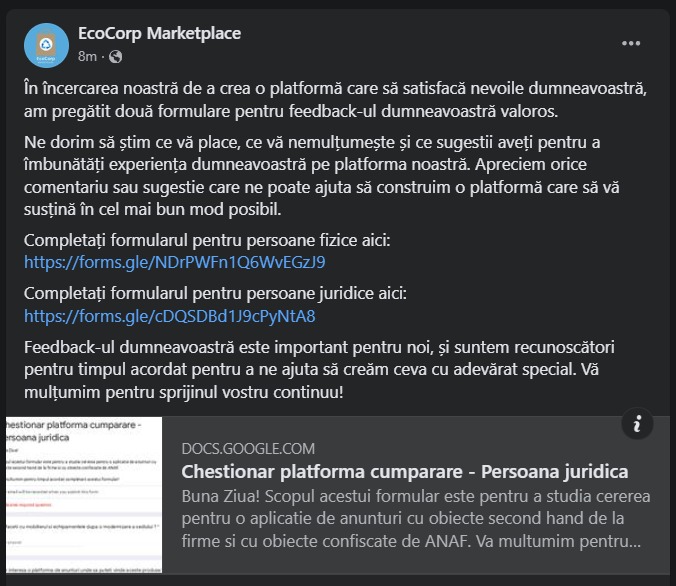 EcoCorp Marketplace
8m ·
EcoCorp
În încercarea noastră de a crea o platformă care să satisfacă nevoile dumneavoastră,
am pregătit două formulare pentru feedback-ul dumneavoastră valoros.
Ne dorim să știm ce vă place, ce vă nemulțumește și ce sugestii aveți pentru a
îmbunătăți experiența dumneavoastră pe platforma noastră. Apreciem orice
comentariu sau sugestie care ne poate ajuta să construim o platformă care să vă
susțină în cel mai bun mod posibil.
Completați formularul pentru persoane fizice aici:
https://forms.gle/NDrPWFn1Q6WvEGzJ9
Completați formularul pentru persoane juridice aici:
https://forms.gle/cDQSDBd1J9cPyNtA8
Feedback-ul dumneavoastră este important pentru noi, și suntem recunoscători
pentru timpul acordat pentru a ne ajuta să creăm ceva cu adevărat special. Vă
mulțumim pentru sprijinul vostru continuu!
hestionar platforma cumparare -
ersoana juridica
DOCS.GOOGLE.COM
Chestionar platforma cumparare - Persoana juridica
Buna Ziua! Scopul acestui formular este pentru a studia cererea
pentru o aplicatie de anunturi cu obiecte second hand de la
firme si cu obiecte confiscate de ANAF. Va multumim pentru...